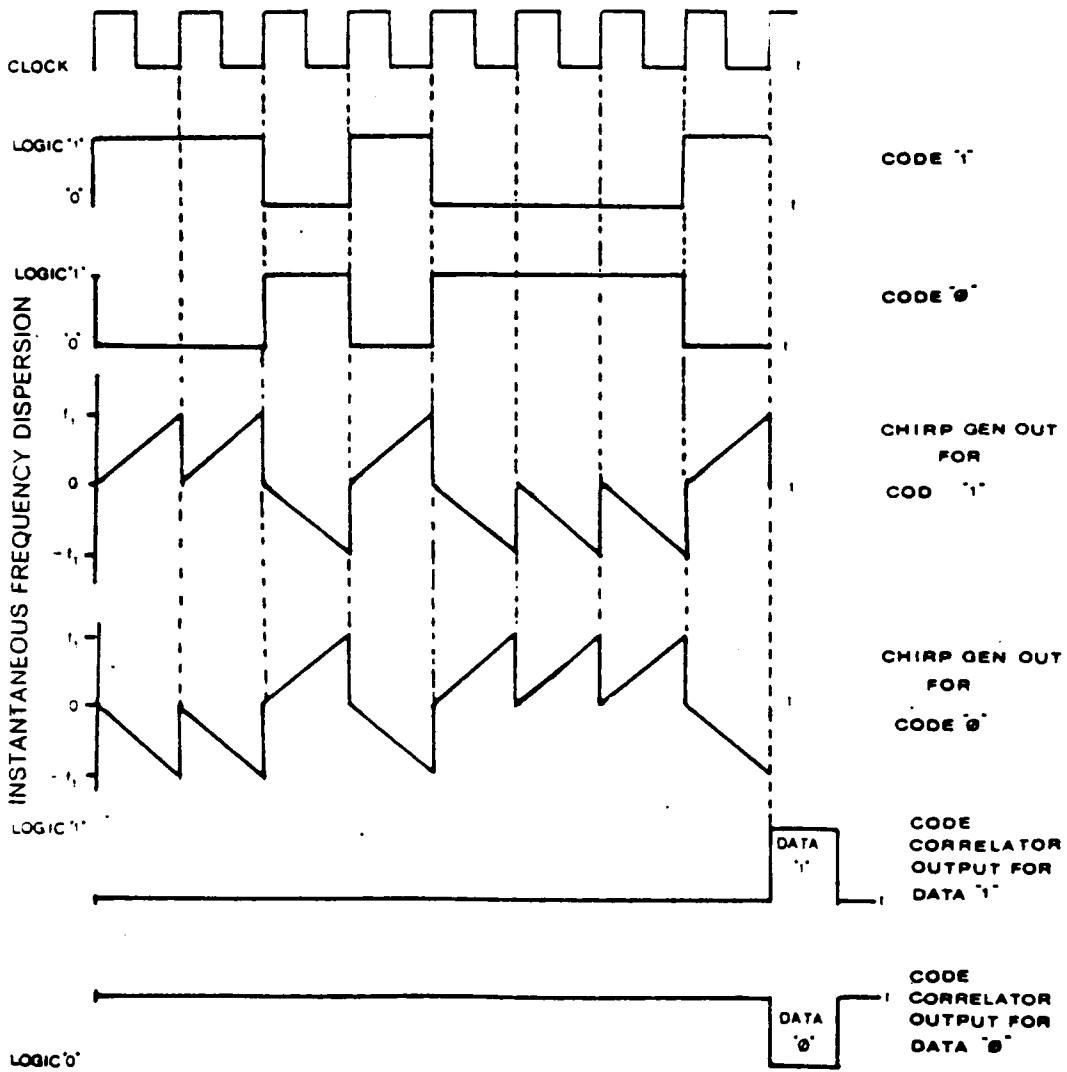 CLOCK
t
LOGIC "1"
"0"
t
CODE "1"
LOGIC "1"
"0"
t
CODE "Ø"
INSTANTANEOUS FREQUENCY DISPERSION
f₁
0
- f₁
t
CHIRP GEN OUT
FOR
COD "1"
f₁
0
- f₁
t
CHIRP GEN OUT
FOR
CODE "Ø"
LOGIC "1"
DATA
"1"
t
CODE
CORRELATOR
OUTPUT FOR
DATA "1"
LOGIC "0"
DATA
"Ø"
t
CODE
CORRELATOR
OUTPUT FOR
DATA "Ø"